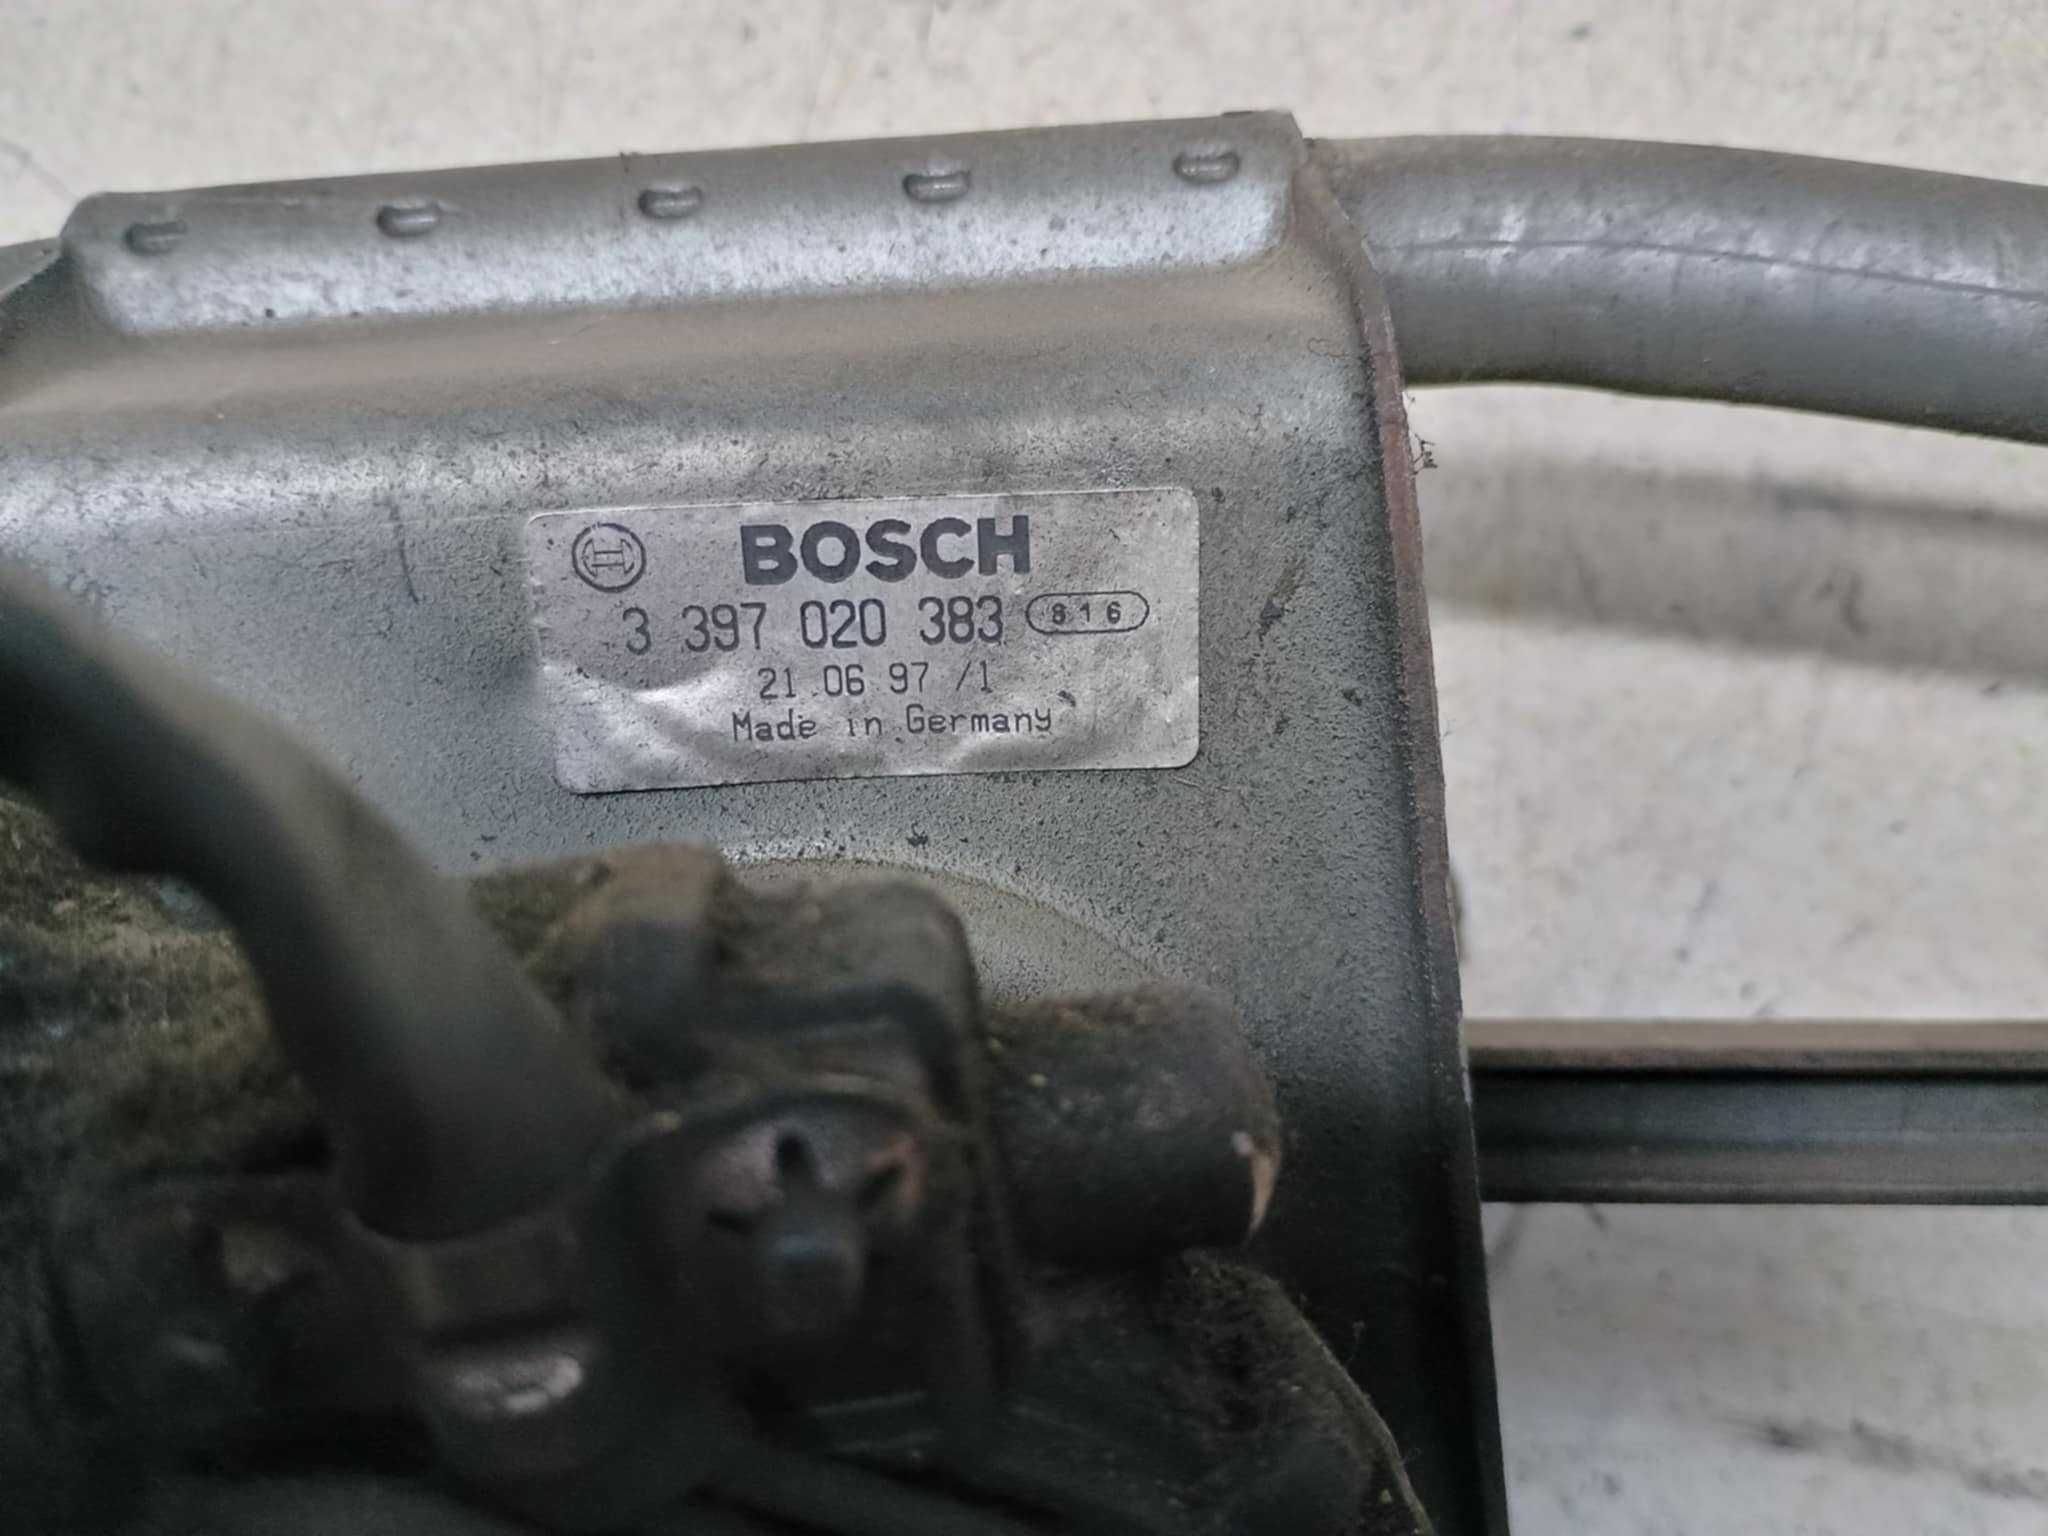 BOSCH
3 397 020 383 816
21.06 97 /1
Made in Germany